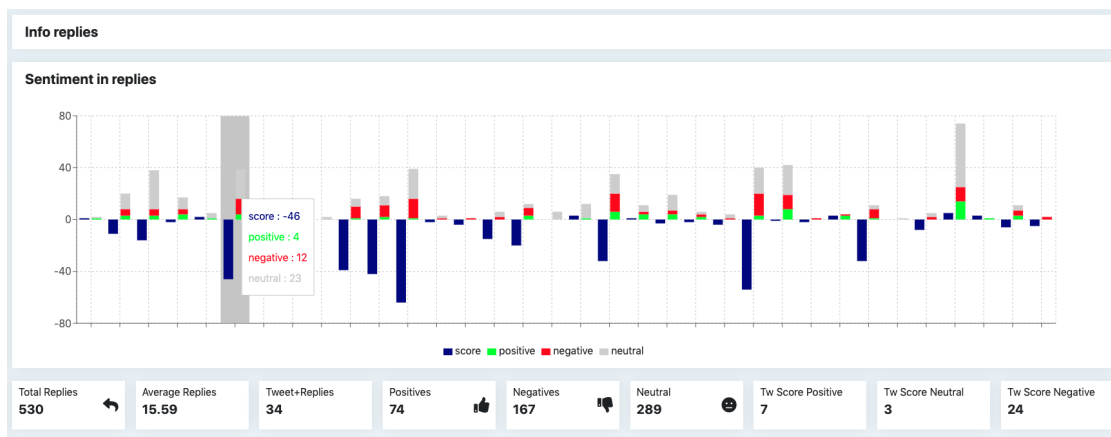 Info replies
Sentiment in replies
80
40
0
-40
-80
score : -46
positive : 4
negative : 12
neutral : 23
score positive negative neutral
Total Replies
530
Average Replies
15.59
Tweet+Replies
34
Positives
74
Negatives
167
Neutral
289
Tw Score Positive
7
Tw Score Neutral
3
Tw Score Negative
24